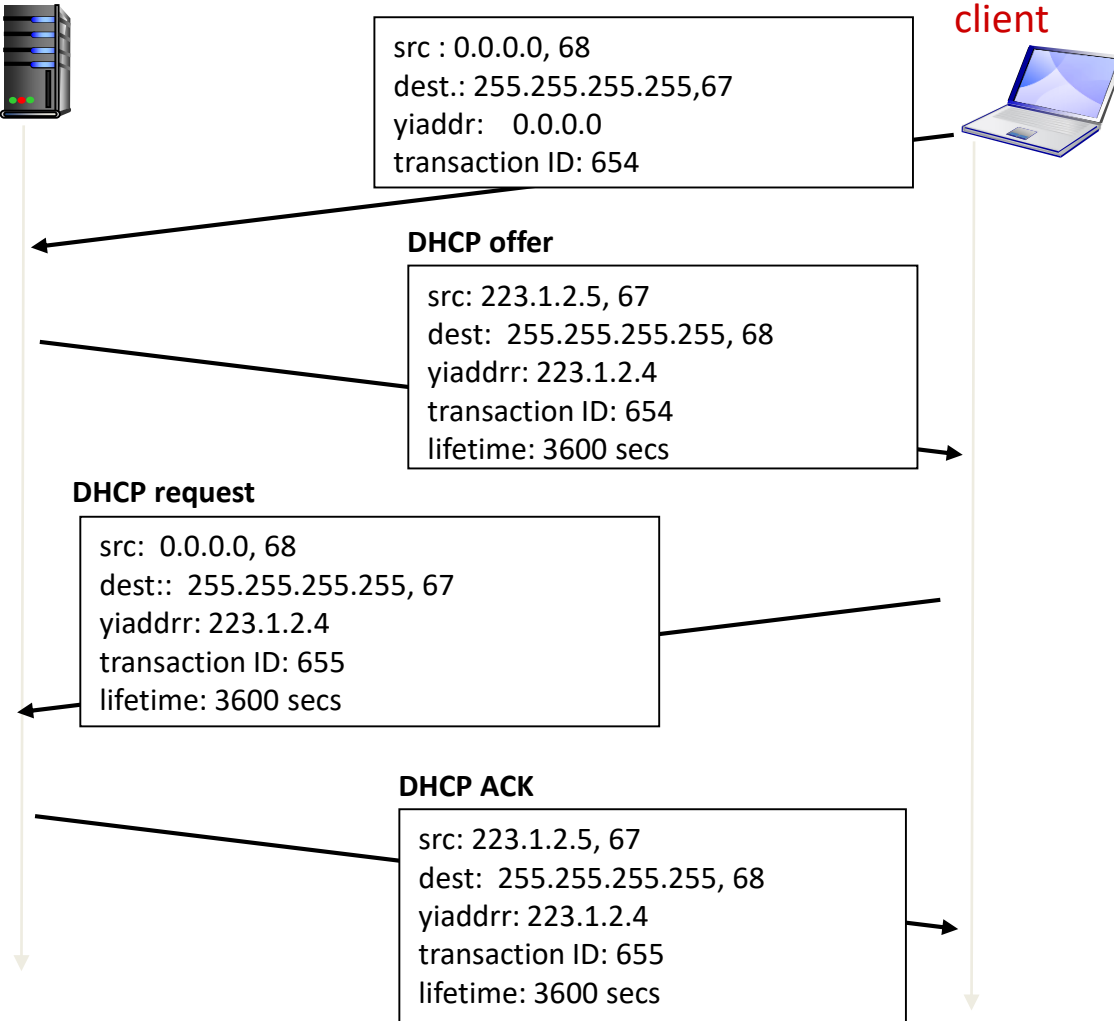 client
src : 0.0.0.0, 68
dest.: 255.255.255.255,67
yiaddr: 0.0.0.0
transaction ID: 654
DHCP offer
src: 223.1.2.5, 67
dest: 255.255.255.255, 68
yiaddrr: 223.1.2.4
transaction ID: 654
lifetime: 3600 secs
DHCP request
src: 0.0.0.0, 68
dest:: 255.255.255.255, 67
yiaddrr: 223.1.2.4
transaction ID: 655
lifetime: 3600 secs
DHCP ACK
src: 223.1.2.5, 67
dest: 255.255.255.255, 68
yiaddrr: 223.1.2.4
transaction ID: 655
lifetime: 3600 secs